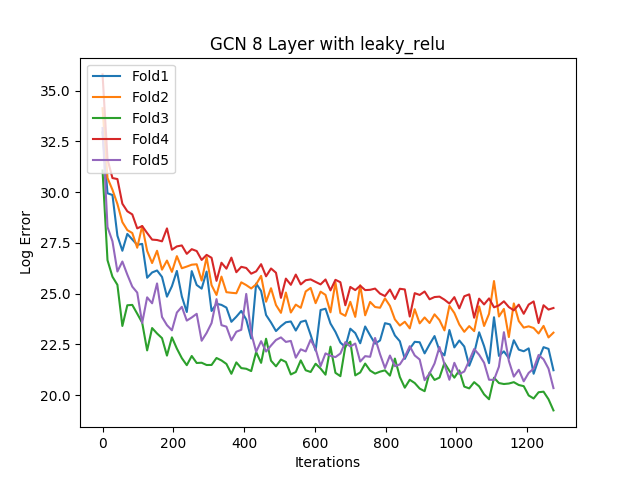 GCN 8 Layer with leaky_relu
Fold1
Fold2
Fold3
Fold4
Fold5
Log Error
35.0
32.5
30.0
27.5
25.0
22.5
20.0
0 200 400 600 800 1000 1200
Iterations